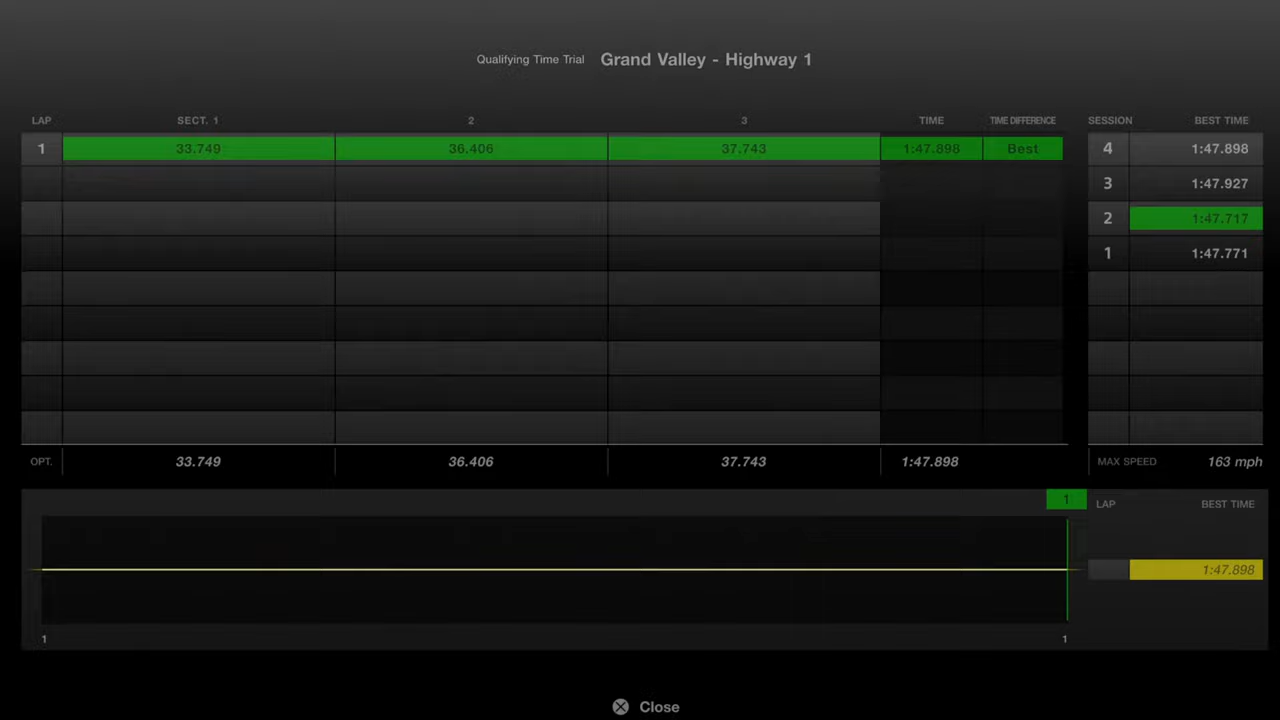 Qualifying Time Trial Grand Valley - Highway 1
LAP SECT. 1 2 3 TIME TIME DIFFERENCE SESSION BEST TIME
1 33.749 36.406 37.743 1:47.898 Best 4 1:47.898
3 1:47.927
2 1:47.717
1 1:47.771
OPT. 33.749 36.406 37.743 1:47.898 MAX SPEED 163 mph
1 LAP BEST TIME
1:47.898
1 1
Close